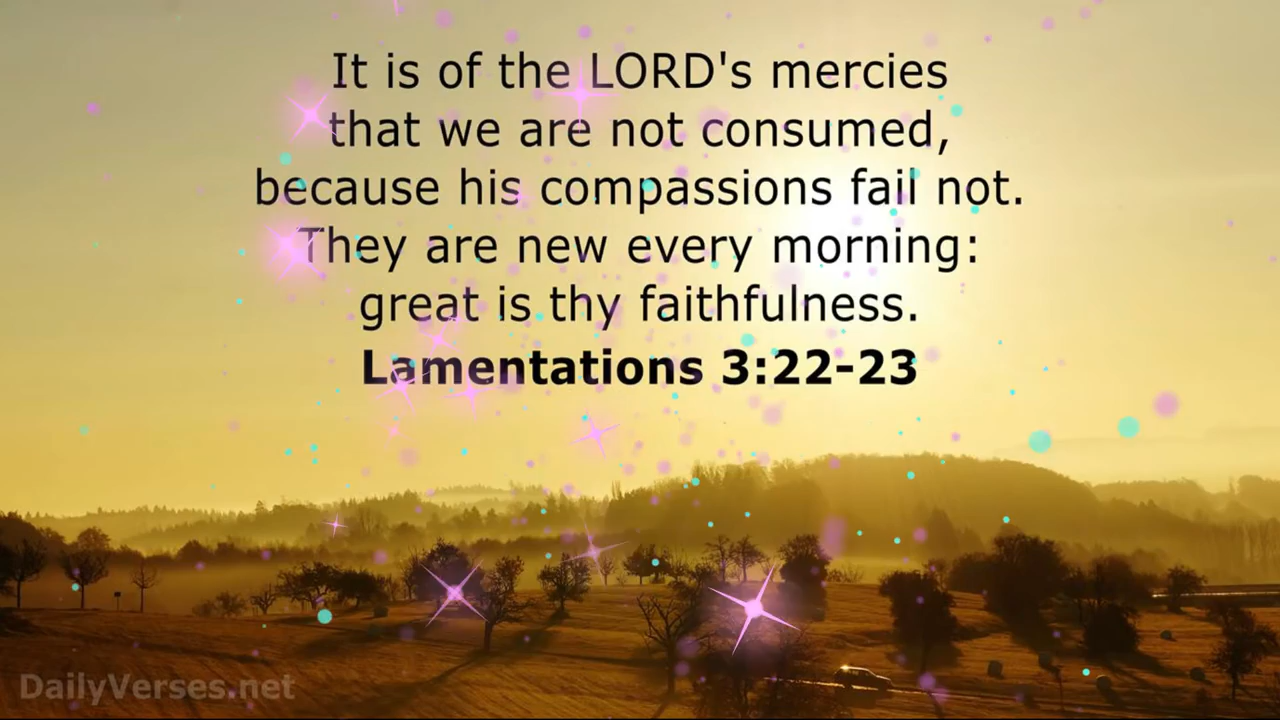 It is of the LORD's mercies
that we are not consumed,
because his compassions fail not.
They are new every morning:
great is thy faithfulness.
Lamentations 3:22-23
DailyVerses.net